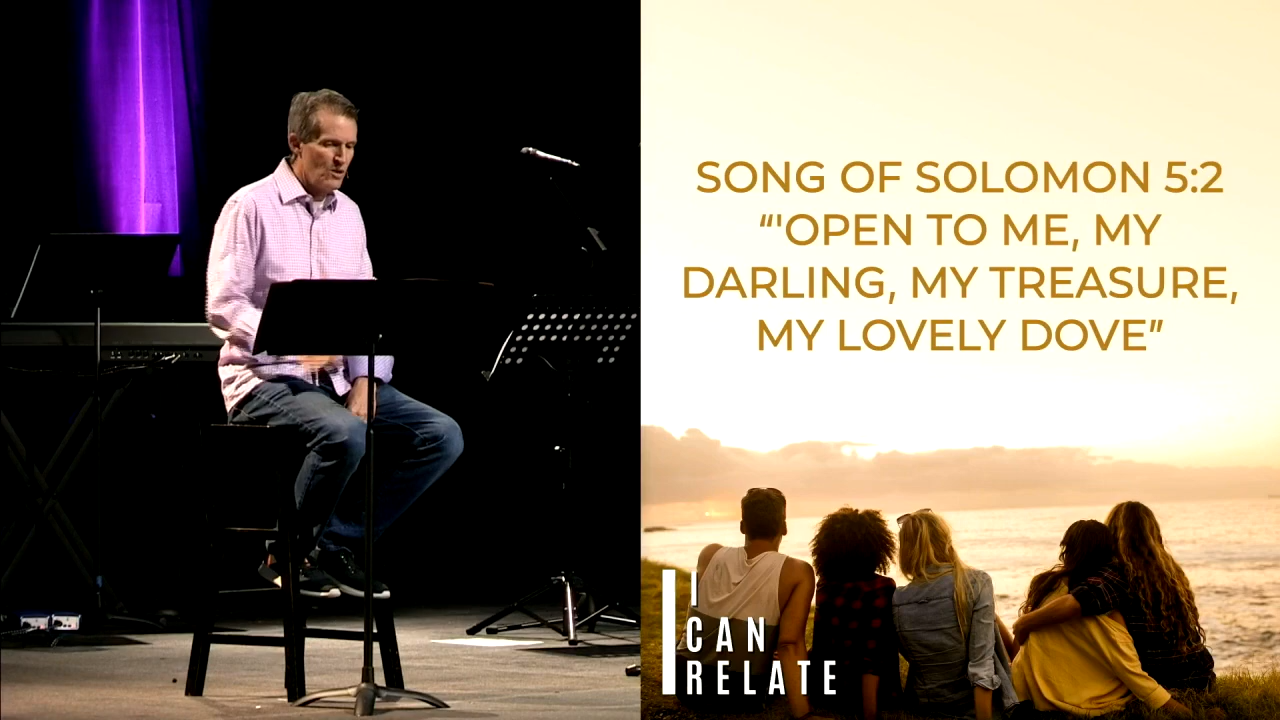 SONG OF SOLOMON 5:2
“'OPEN TO ME, MY
DARLING, MY TREASURE,
MY LOVELY DOVE”
I
CAN
RELATE